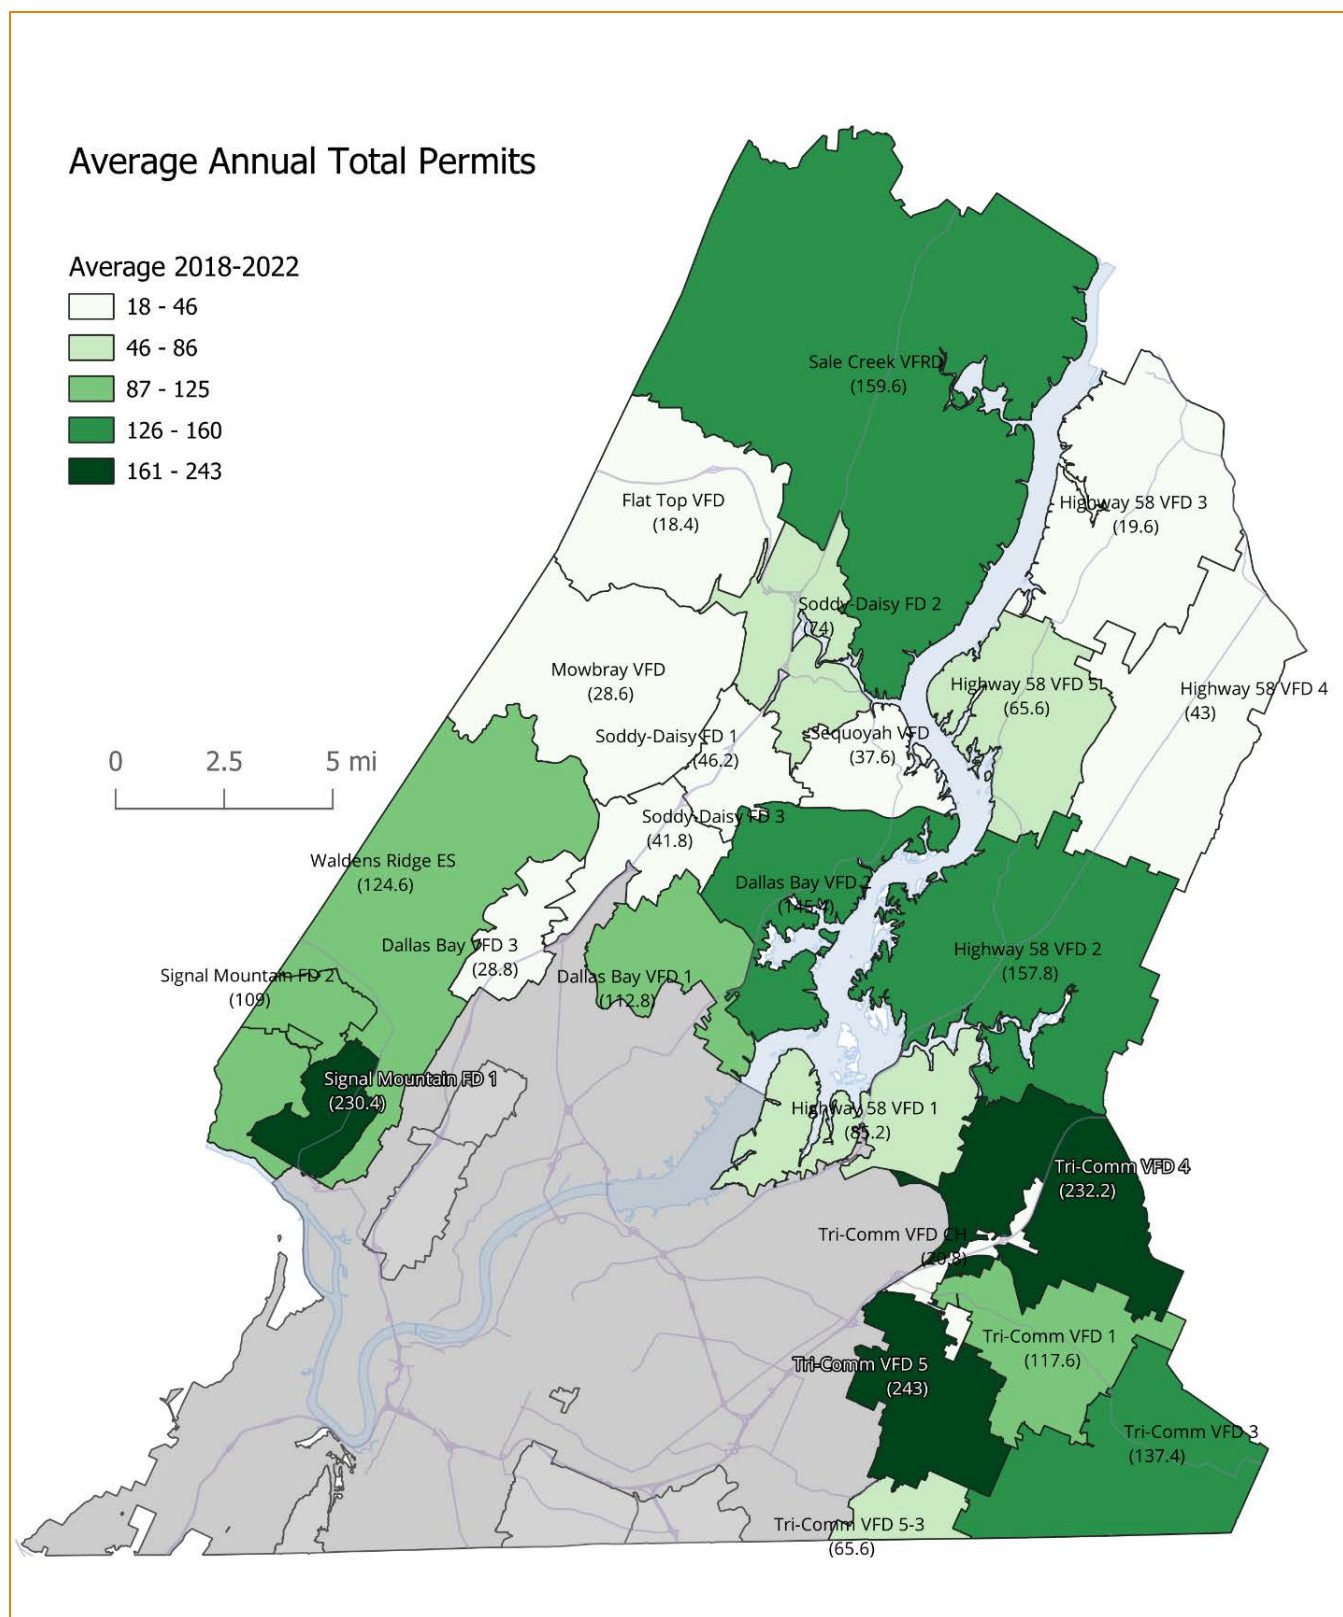 Average Annual Total Permits
Average 2018-2022
18 - 46
46 - 86
87 - 125
126 - 160
161 - 243
Sale Creek VFRD
(159.6)
Flat Top VFD
(18.4)
Highway 58 VFD 3
(19.6)
Soddy-Daisy FD 2
(74)
Mowbray VFD
(28.6)
Highway 58 VFD 5
(65.6)
Highway 58 VFD 4
(43)
Soddy-Daisy FD 1
(46.2)
Sequoyah VFD
(37.6)
0 2.5 5 mi
Soddy-Daisy FD 3
(41.8)
Waldens Ridge ES
(124.6)
Dallas Bay VFD 2
(145.4)
Dallas Bay VFD 3
(28.8)
Highway 58 VFD 2
(157.8)
Signal Mountain FD 2
(109)
Dallas Bay VFD 1
(112.8)
Signal Mountain FD 1
(230.4)
Highway 58 VFD 1
(85.2)
Tri-Comm VFD 4
(232.2)
Tri-Comm VFD CH
(20.8)
Tri-Comm VFD 1
(117.6)
Tri-Comm VFD 5
(243)
Tri-Comm VFD 3
(137.4)
Tri-Comm VFD 5-3
(65.6)